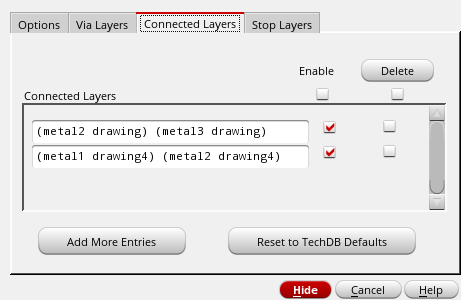 Options Via Layers Connected Layers Stop Layers
Enable Delete
Connected Layers
(metal2 drawing) (metal3 drawing)
(metal1 drawing4) (metal2 drawing4)
Add More Entries Reset to TechDB Defaults
Hide Cancel Help